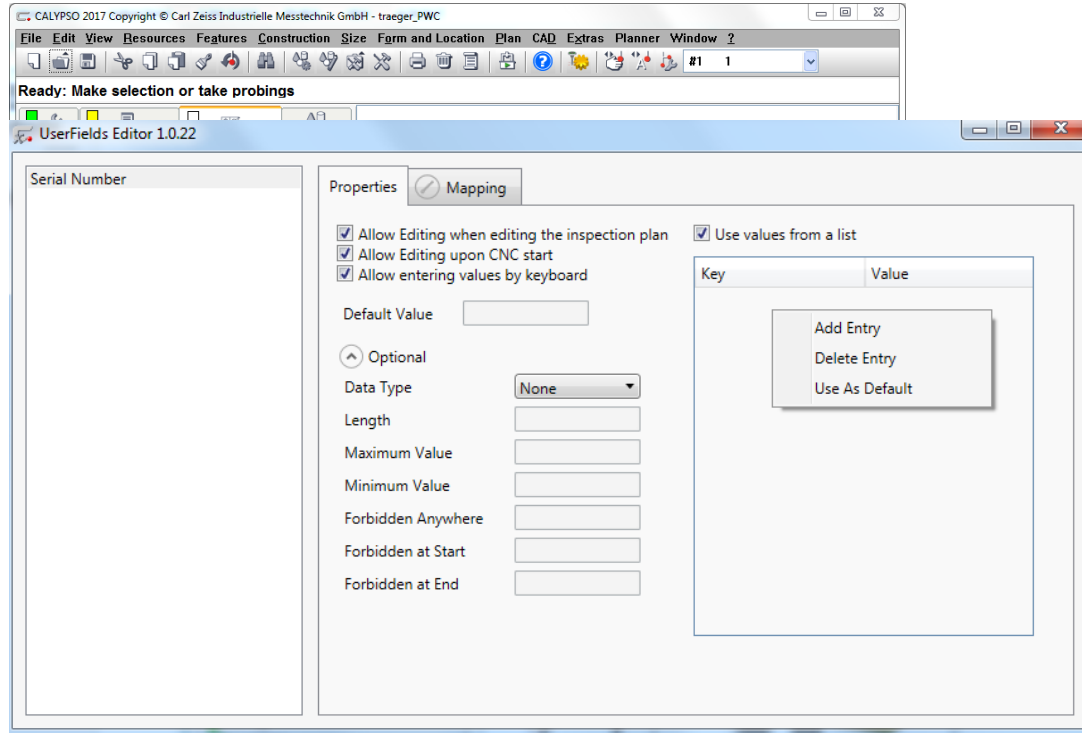 CALYPSO 2017 Copyright © Carl Zeiss Industrielle Messtechnik GmbH - traeger_PWC
File Edit View Resources Features Construction Size Form and Location Plan CAD Extras Planner Window ?
#1 1
Ready: Make selection or take probings
UserFields Editor 1.0.22
Serial Number
Properties Mapping
Allow Editing when editing the inspection plan
Allow Editing upon CNC start
Allow entering values by keyboard
Default Value
Optional
Data Type None
Length
Maximum Value
Minimum Value
Forbidden Anywhere
Forbidden at Start
Forbidden at End
Use values from a list
Key Value
Add Entry
Delete Entry
Use As Default